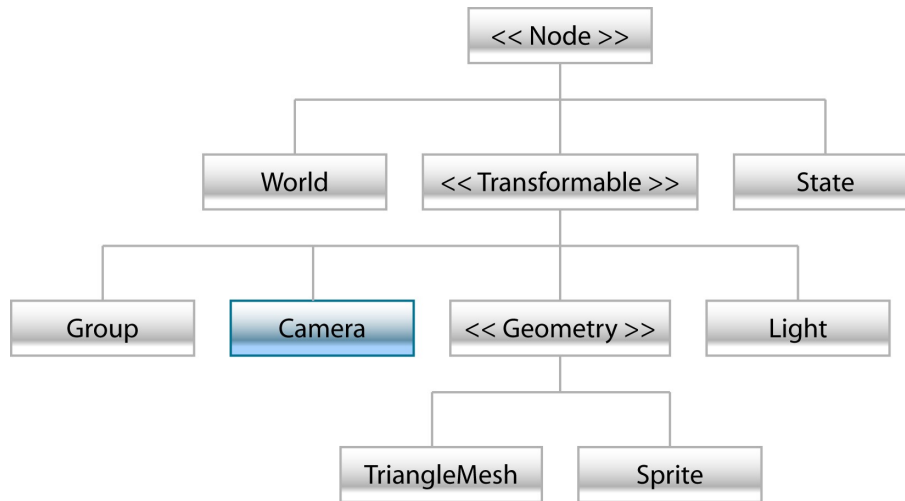 << Node >>
World
<< Transformable >>
State
Group
Camera
<< Geometry >>
Light
TriangleMesh
Sprite